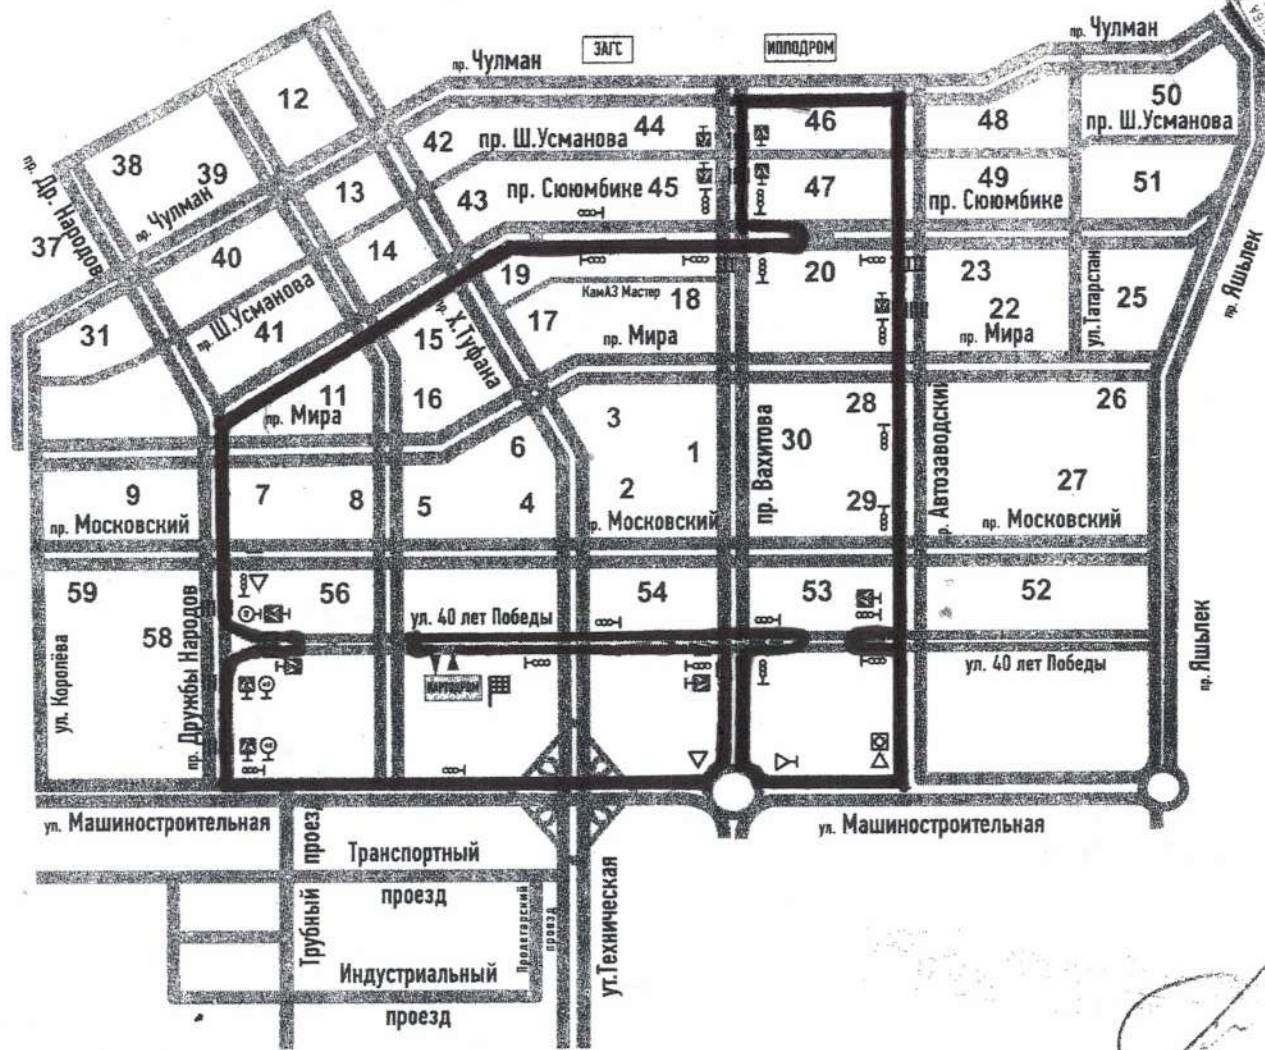 пр. Чулман
ЗАГС
ИППОДРОМ
пр. Чулман
12
50
42
44
46
48
пр. Ш.Усманова
пр. Ш.Усманова
38
39
13
43
пр. Сююмбике
45
47
49
пр. Сююмбике
51
пр. Др. Народов
пр. Чулман
37
40
14
19
КамАЗ Мастер
18
20
23
22
ул.Татарстан
25
пр. Яшьлек
31
пр. Ш.Усманова
41
15
пр. Х.Туфана
17
пр. Мира
пр. Мира
11
пр. Мира
16
3
28
26
6
1
пр. Вахитова
30
пр. Автозаводский
9
7
8
5
4
2
29
27
пр. Московский
пр. Московский
пр. Московский
59
56
54
53
52
58
ул. 40 лет Победы
ул. 40 лет Победы
ул. Королёва
пр. Дружбы Народов
КАРТОДРОМ
пр. Яшьлек
ул. Машиностроительная
ул. Машиностроительная
Транспортный
проезд
Трубный проезд
Пролетарский
проезд
ут.Техническая
Индустриальный
проезд